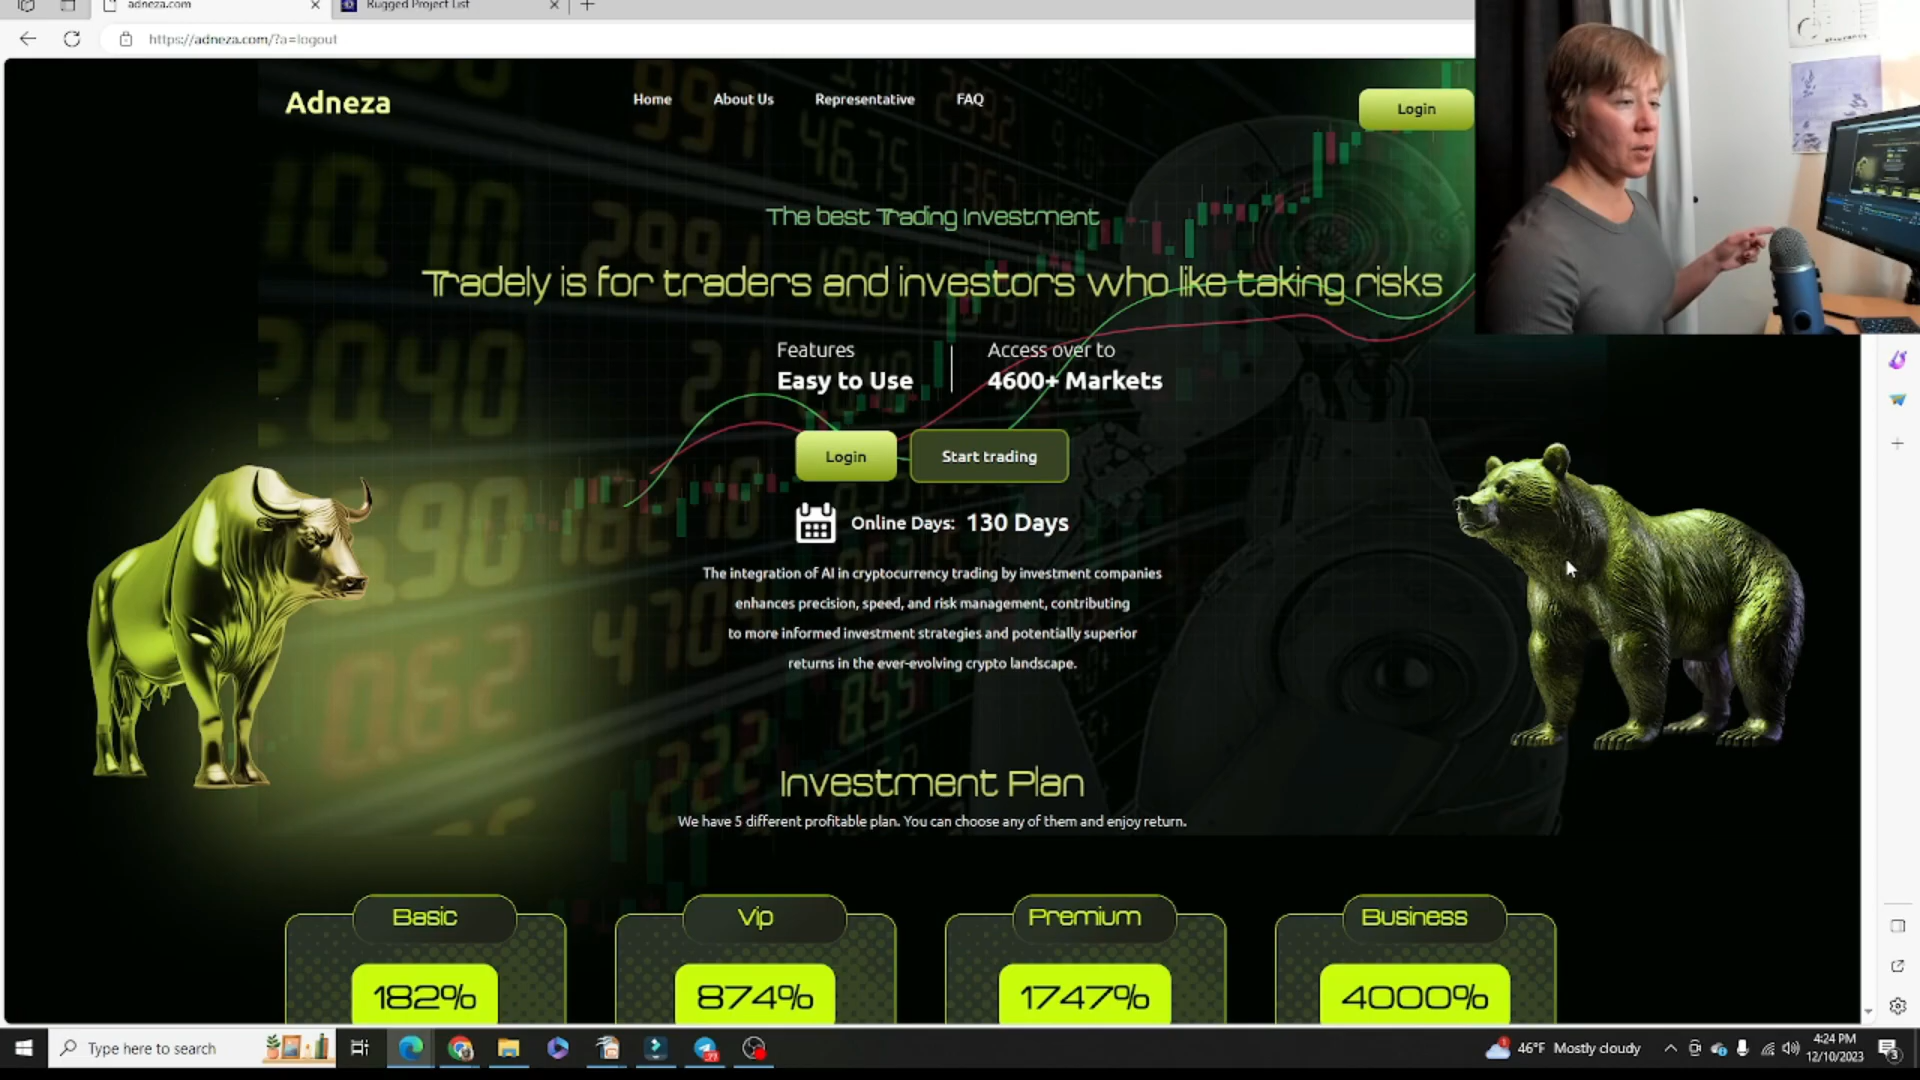 adneza.com
Rugged Project List
https://adneza.com/?a=logout
Adneza
Home
About Us
Representative
FAQ
Login
The best Trading Investment
Tradely is for traders and investors who like taking risks
Features
Easy to Use
Access over to
4600+ Markets
Login
Start trading
Online Days: 130 Days
The integration of AI in cryptocurrency trading by investment companies
enhances precision, speed, and risk management, contributing
to more informed investment strategies and potentially superior
returns in the ever-evolving crypto landscape.
Investment Plan
We have 5 different profitable plan. You can choose any of them and enjoy return.
Basic
Vip
Premium
Business
182%
874%
1747%
4000%
Type here to search
46°F Mostly cloudy
4:24 PM
12/10/2023
3